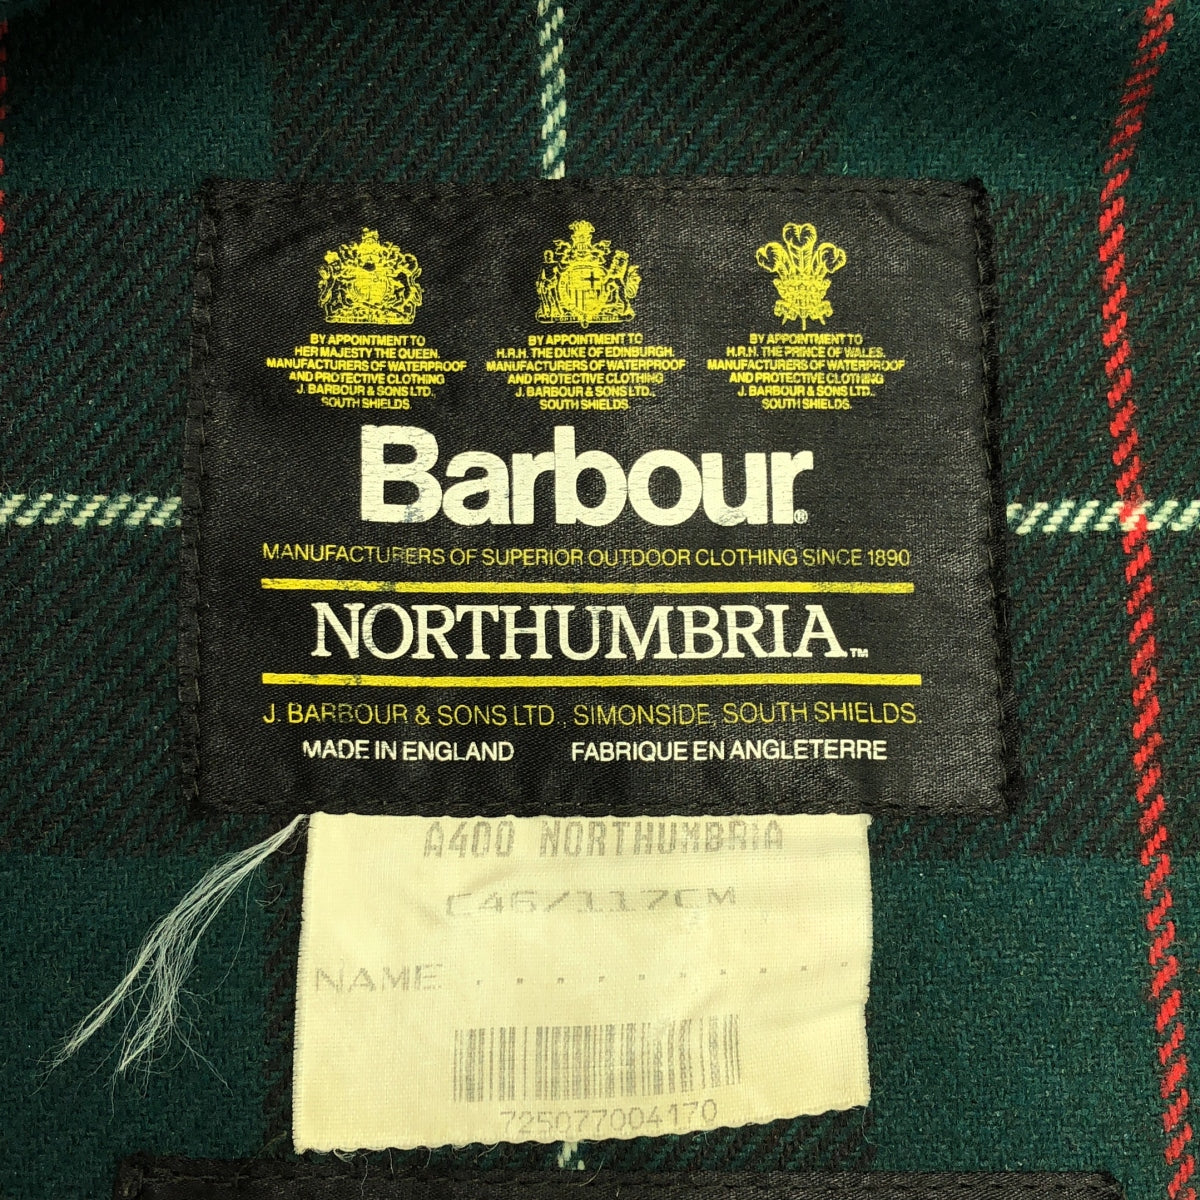 BY APPOINTMENT TO
HER MAJESTY THE QUEEN.
MANUFACTURERS OF WATERPROOF
AND PROTECTIVE CLOTHING
J. BARBOUR & SONS LTD.,
SOUTH SHIELDS.
BY APPOINTMENT TO
H.R.H. THE DUKE OF EDINBURGH.
MANUFACTURERS OF WATERPROOF
AND PROTECTIVE CLOTHING
J. BARBOUR & SONS LTD.,
SOUTH SHIELDS.
BY APPOINTMENT TO
H.R.H. THE PRINCE OF WALES.
MANUFACTURERS OF WATERPROOF
AND PROTECTIVE CLOTHING
J. BARBOUR & SONS LTD.,
SOUTH SHIELDS.
Barbour®
MANUFACTURERS OF SUPERIOR OUTDOOR CLOTHING SINCE 1890
NORTHUMBRIA™
J. BARBOUR & SONS LTD., SIMONSIDE, SOUTH SHIELDS.
MADE IN ENGLAND FABRIQUE EN ANGLETERRE
A400 NORTHUMBRIA
C46/117CM
NAME . . . . . . . . . .
725077004170